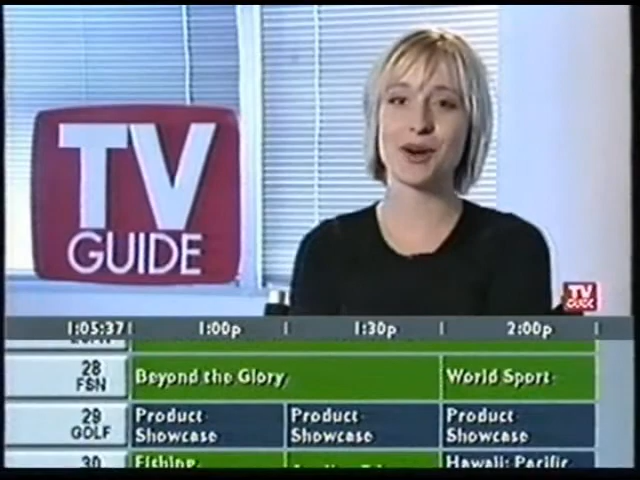 TV
GUIDE
TV
GUIDE
1:05:37 1:00p 1:30p 2:00p
28
FSN
Beyond the Glory
World Sport
29
GOLF
Product
Showcase
Product
Showcase
Product
Showcase
30
Fishing
Hawaii: Pacific